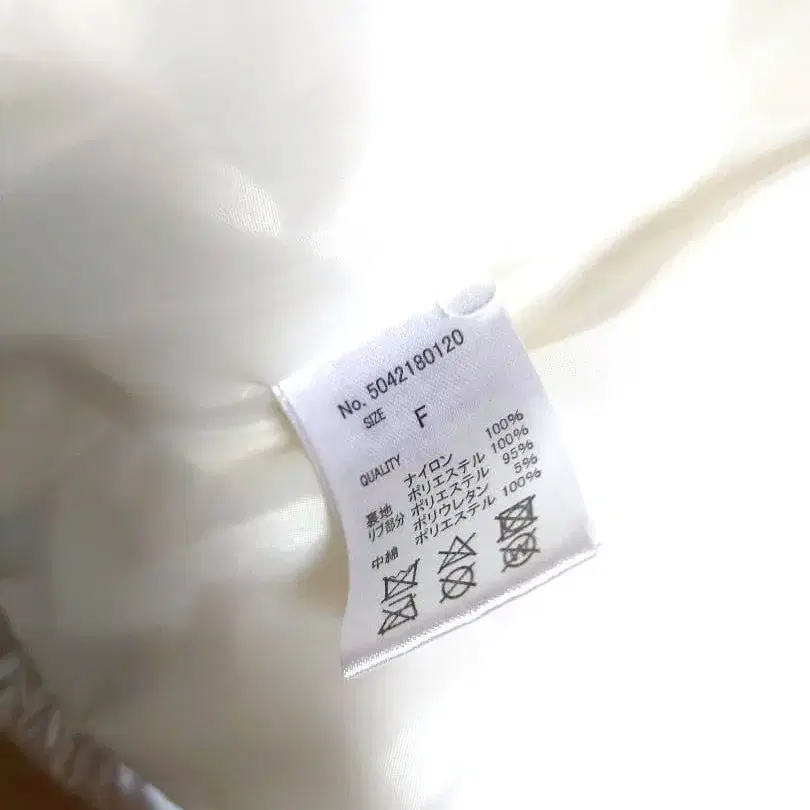 No. 5042180120
SIZE F
QUALITY ナイロン 100%
裏地 ポリエステル 100%
リブ部分 ポリエステル 95%
ポリウレタン 5%
中綿 ポリエステル 100%